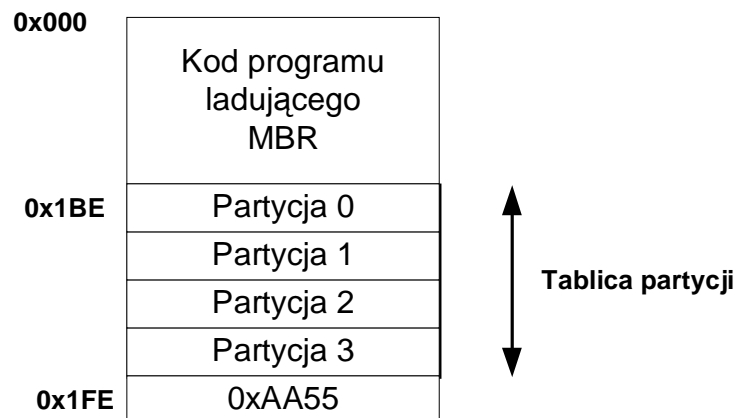 0x000
Kod programu
ladującego
MBR
0x1BE
Partycja 0
Partycja 1
Partycja 2
Partycja 3
Tablica partycji
0x1FE
0xAA55